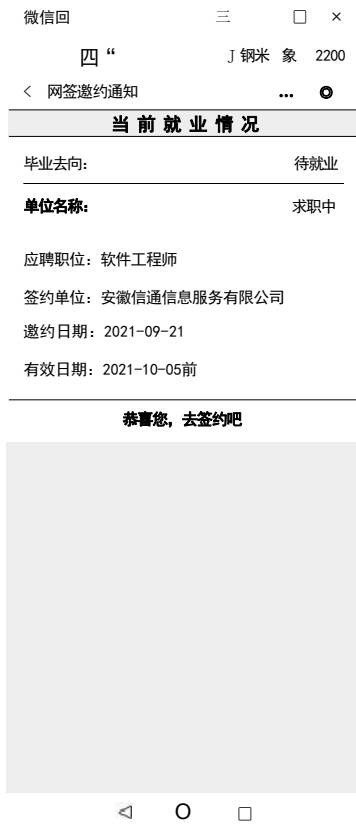 微信回 三 □ ×
四 “ J 钢米 象 2200
< 网签邀约通知 ...
当前就业情况
毕业去向: 待就业
单位名称: 求职中
应聘职位: 软件工程师
签约单位: 安徽信通信息服务有限公司
邀约日期: 2021-09-21
有效日期: 2021-10-05前
恭喜您, 去签约吧